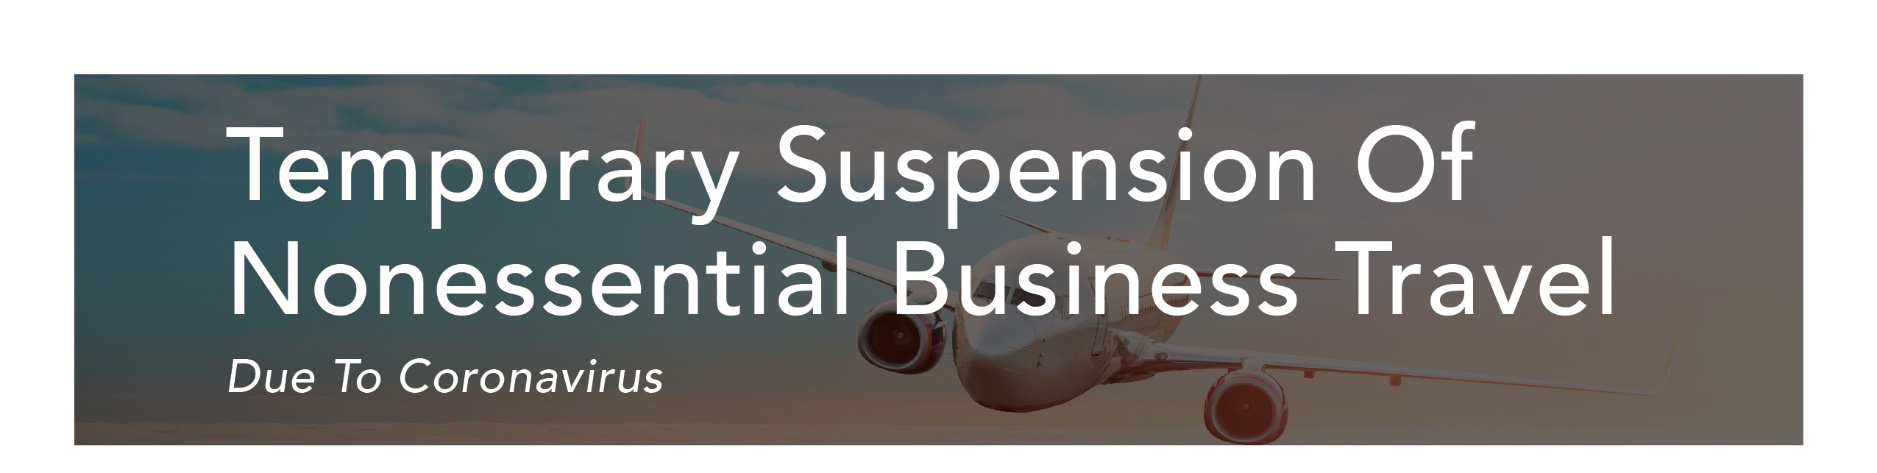 Temporary Suspension Of
Nonessential Business Travel
Due To Coronavirus